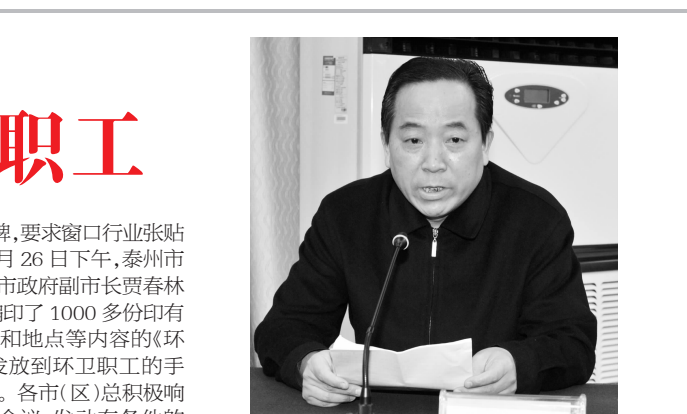 职工
牌,要求窗口行业张贴
月 26 日下午,泰州市
市政府副市长贾春林
印了 1000 多份印有
和地点等内容的《环
发放到环卫职工的手
。各市(区)总积极响